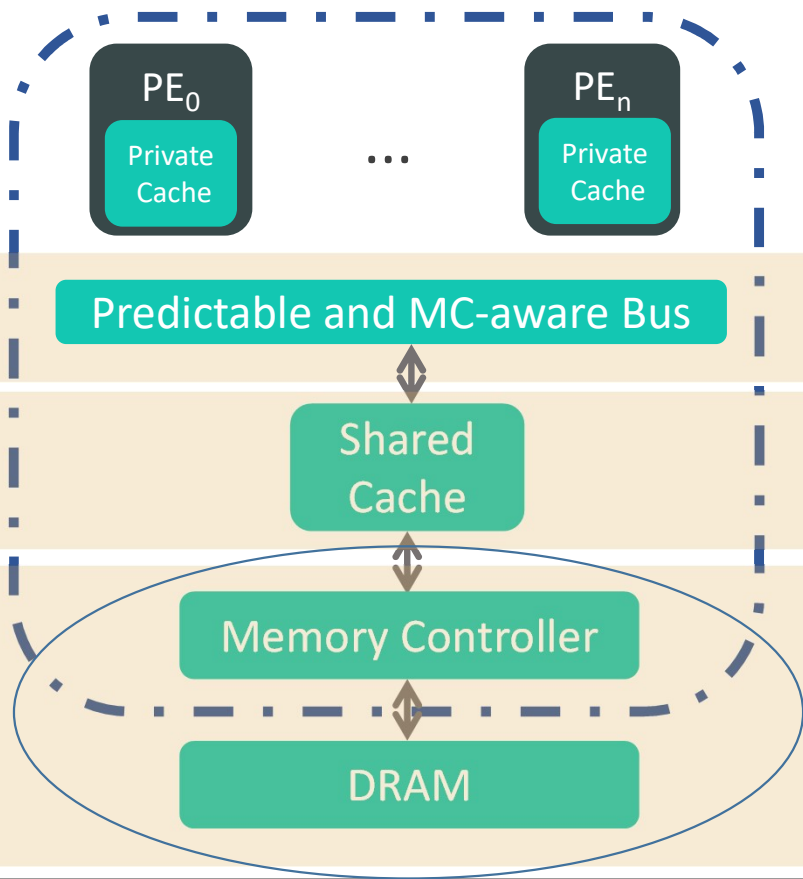 PE₀
Private
Cache
...
PEₙ
Private
Cache
Predictable and MC-aware Bus
Shared
Cache
Memory Controller
DRAM